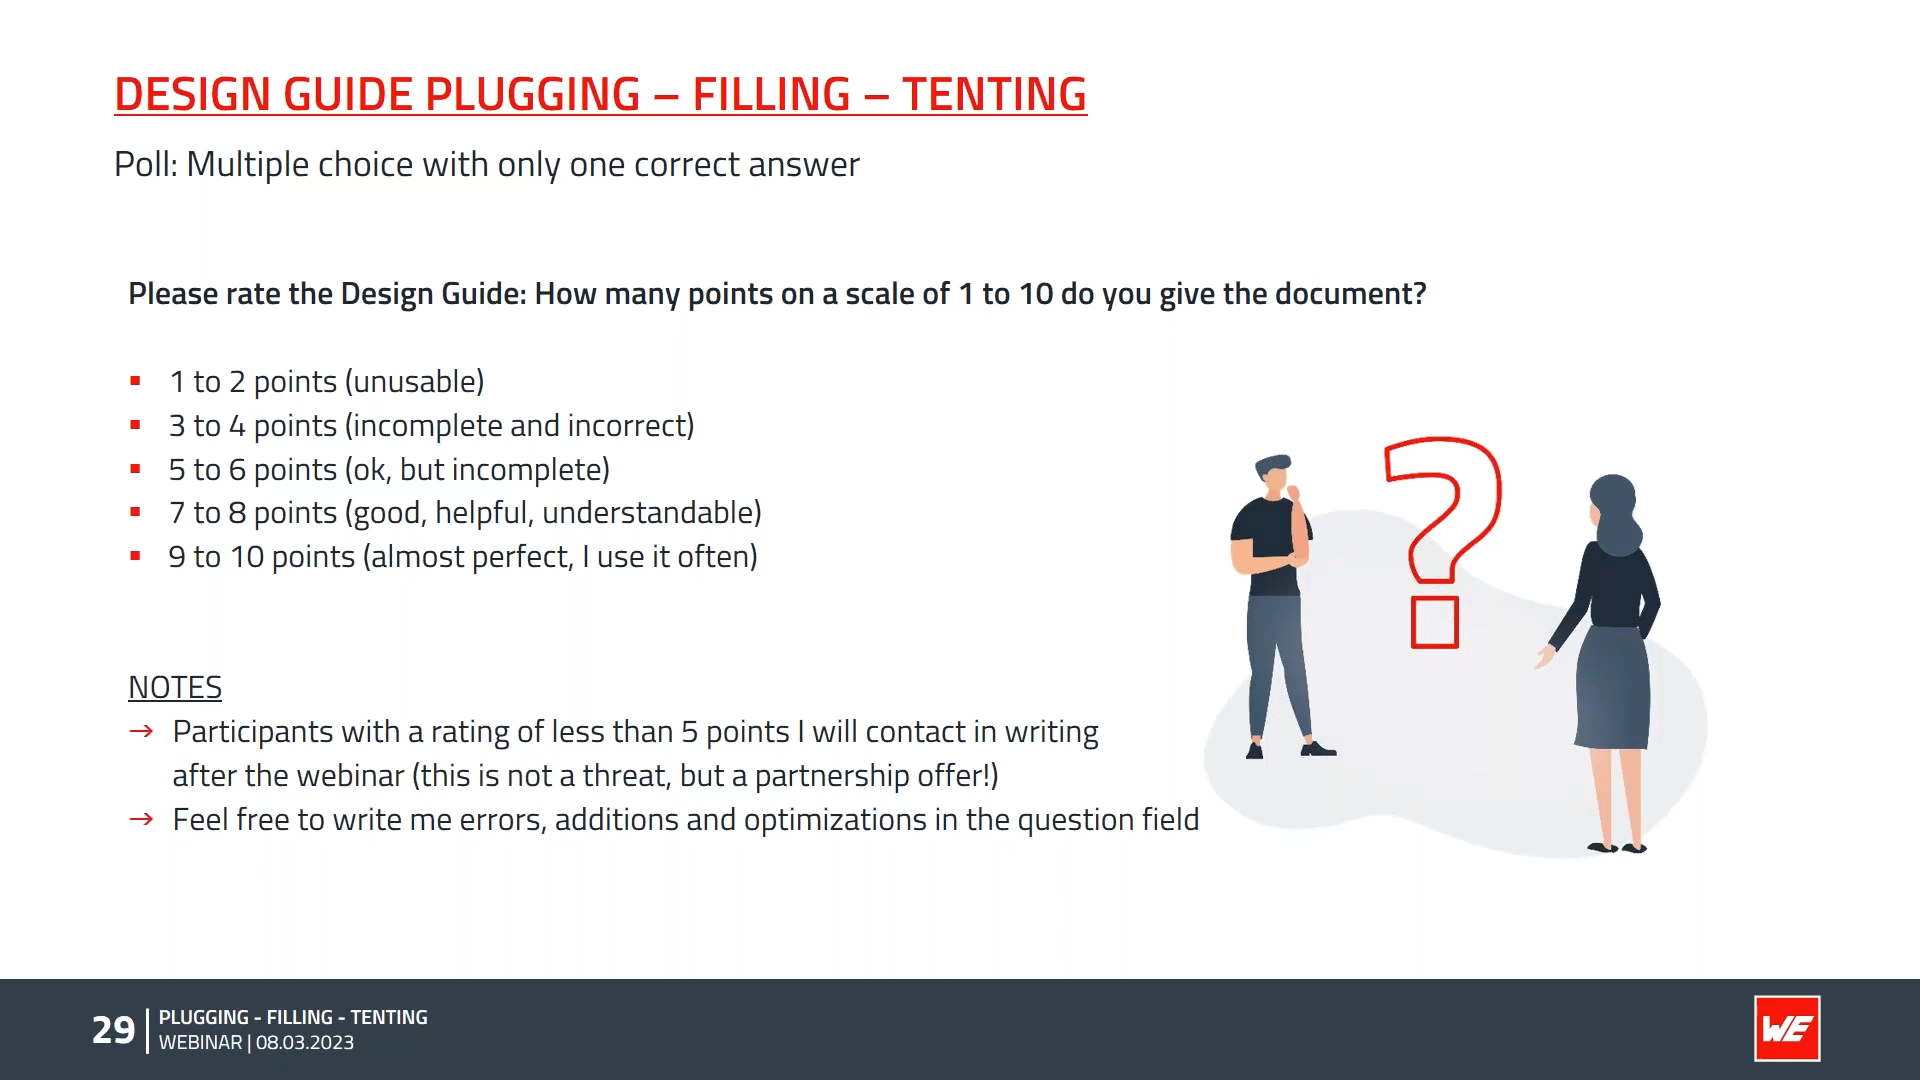 DESIGN GUIDE PLUGGING – FILLING – TENTING
Poll: Multiple choice with only one correct answer
Please rate the Design Guide: How many points on a scale of 1 to 10 do you give the document?
▪ 1 to 2 points (unusable)
▪ 3 to 4 points (incomplete and incorrect)
▪ 5 to 6 points (ok, but incomplete)
▪ 7 to 8 points (good, helpful, understandable)
▪ 9 to 10 points (almost perfect, I use it often)
?
NOTES
→ Participants with a rating of less than 5 points I will contact in writing
after the webinar (this is not a threat, but a partnership offer!)
→ Feel free to write me errors, additions and optimizations in the question field
29
PLUGGING - FILLING - TENTING
WEBINAR | 08.03.2023
WE